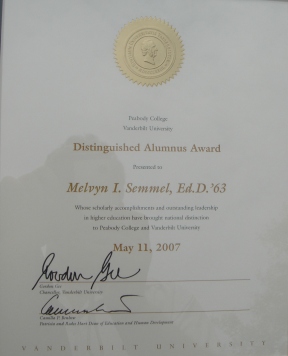 Peabody College
Vanderbilt University
Distinguished Alumnus Award
Presented to
Melvyn I. Semmel, Ed.D.'63
Whose scholarly accomplishments and outstanding leadership
in higher education have brought national distinction
to Peabody College and Vanderbilt University
May 11, 2007
Gordon Gee
Gordon Gee
Chancellor, Vanderbilt University
Camilla P. Benbow
Patricia and Rodes Hart Dean of Education and Human Development
VANDERBILT UNIVERSITY